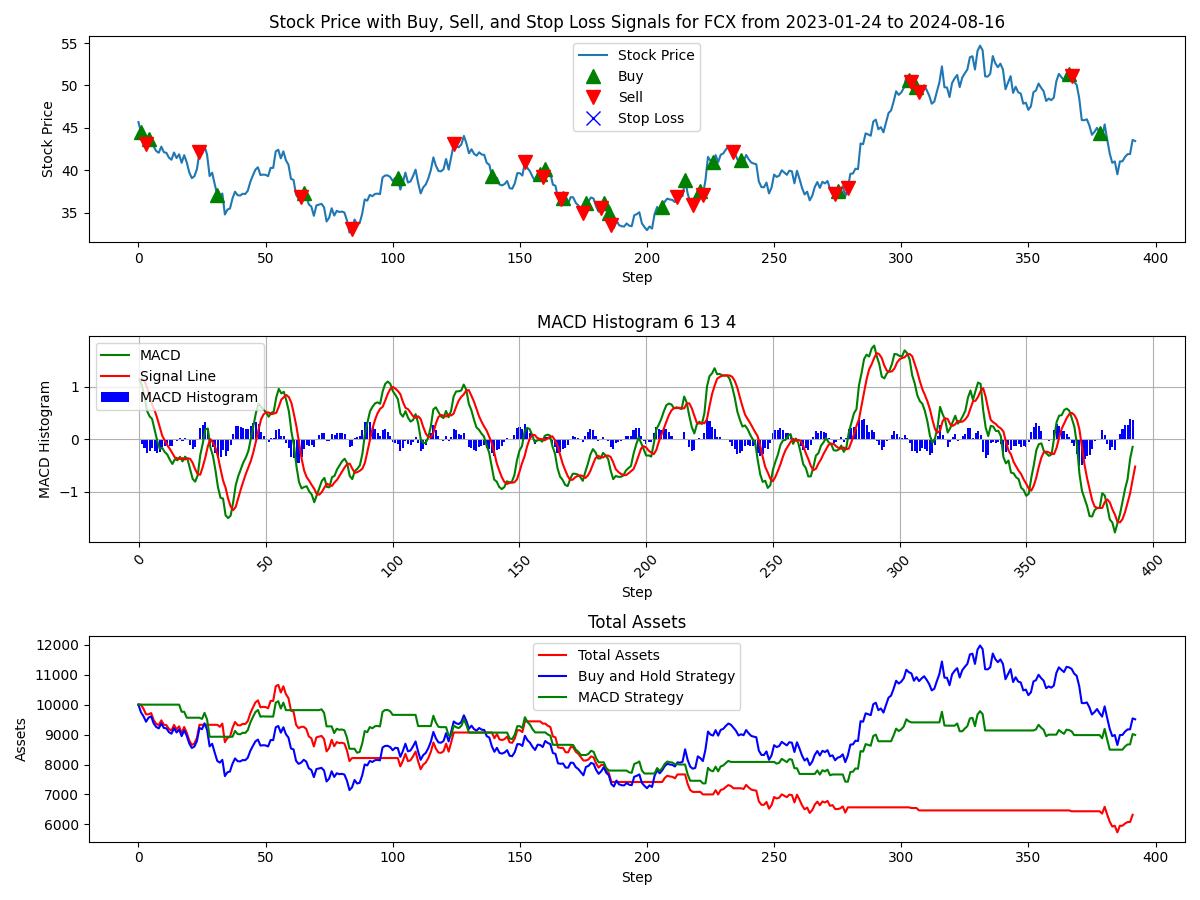 Stock Price with Buy, Sell, and Stop Loss Signals for FCX from 2023-01-24 to 2024-08-16
55
50
45
40
35
Stock Price
Stock Price
Buy
Sell
Stop Loss
0 50 100 150 200 250 300 350 400
Step
MACD Histogram 6 13 4
1
0
−1
MACD Histogram
MACD
Signal Line
MACD Histogram
0 50 100 150 200 250 300 350 400
Step
Total Assets
12000
11000
10000
9000
8000
7000
6000
Assets
Total Assets
Buy and Hold Strategy
MACD Strategy
0 50 100 150 200 250 300 350 400
Step